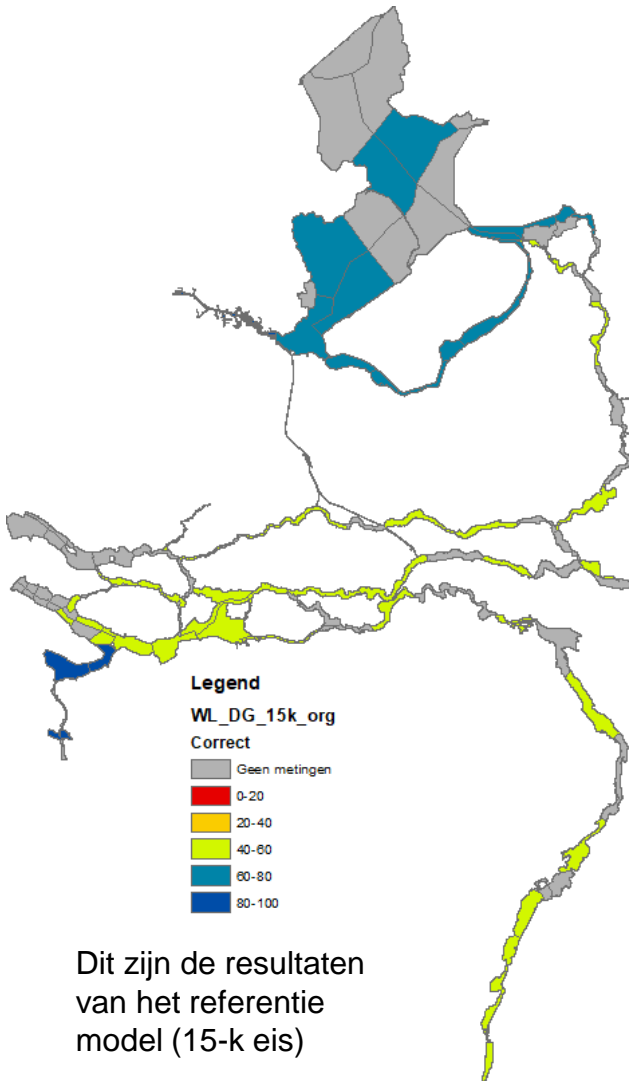 Legend
WL_DG_15k_org
Correct
Geen metingen
0-20
20-40
40-60
60-80
80-100
Dit zijn de resultaten
van het referentie
model (15-k eis)